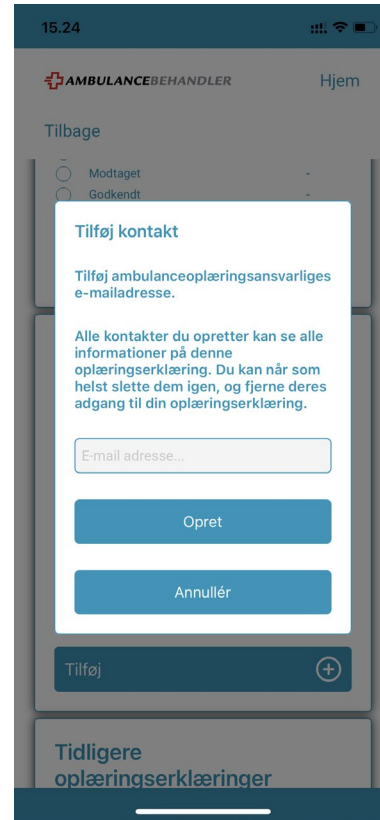 15.24
AMBULANCEBEHANDLER
Hjem
Tilbage
Modtaget -
Godkendt -
Tilføj kontakt
Tilføj ambulanceoplæringsansvarliges
e-mailadresse.
Alle kontakter du opretter kan se alle
informationer på denne
oplæringserklæring. Du kan når som
helst slette dem igen, og fjerne deres
adgang til din oplæringserklæring.
E-mail adresse...
Opret
Annullér
Tilføj
Tidligere
oplæringserklæringer